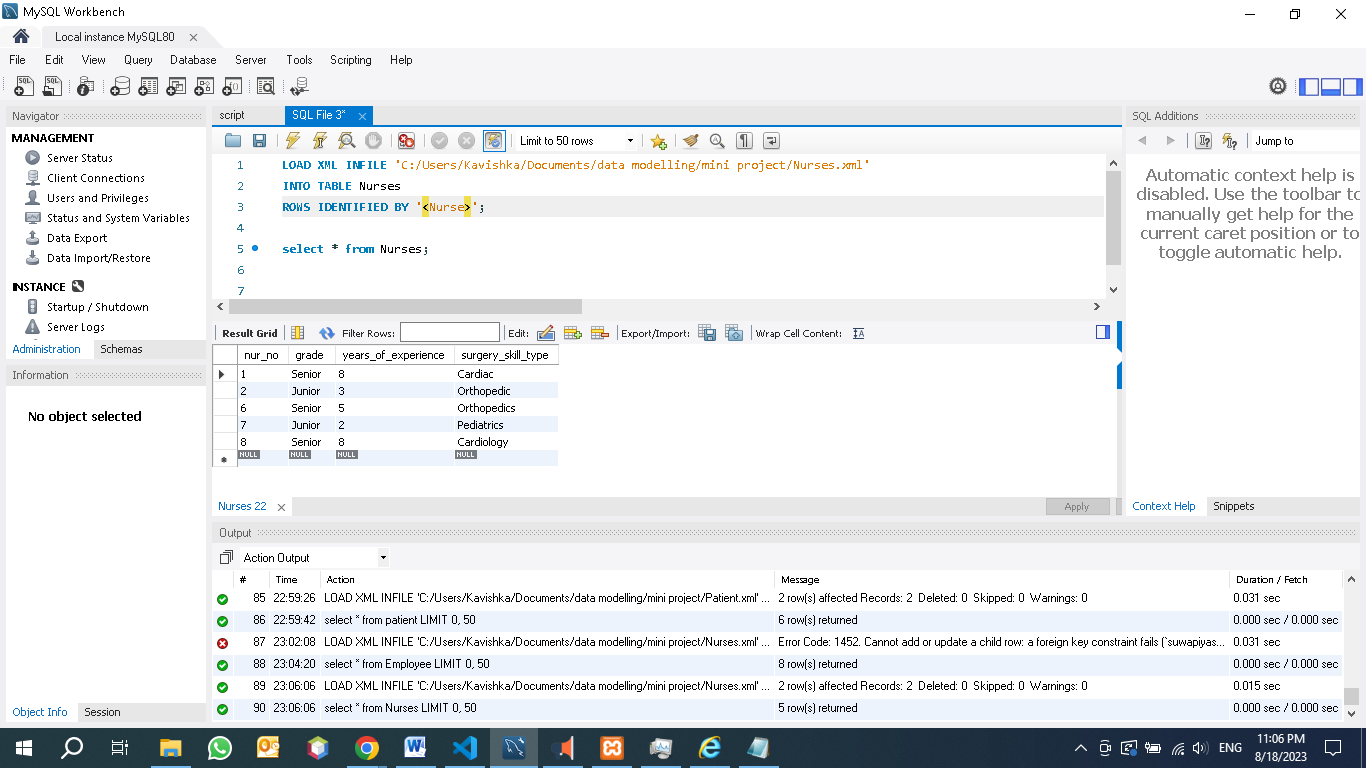 MySQL Workbench
Local instance MySQL80
File Edit View Query Database Server Tools Scripting Help
Navigator
MANAGEMENT
Server Status
Client Connections
Users and Privileges
Status and System Variables
Data Export
Data Import/Restore
INSTANCE
Startup / Shutdown
Server Logs
Administration Schemas
Information
No object selected
Object Info Session
script SQL File 3*
Limit to 50 rows
1 LOAD XML INFILE 'C:/Users/Kavishka/Documents/data modelling/mini project/Nurses.xml'
2 INTO TABLE Nurses
3 ROWS IDENTIFIED BY '<Nurse>';
4
5 select * from Nurses;
6
7
Result Grid Filter Rows: Edit: Export/Import: Wrap Cell Content:
nur_no grade years_of_experience surgery_skill_type
1 Senior 8 Cardiac
2 Junior 3 Orthopedic
6 Senior 5 Orthopedics
7 Junior 2 Pediatrics
8 Senior 8 Cardiology
NULL NULL NULL NULL
Nurses 22
Apply
SQL Additions
Jump to
Automatic context help is
disabled. Use the toolbar to
manually get help for the
current caret position or to
toggle automatic help.
Context Help Snippets
Output
Action Output
# Time Action Message Duration / Fetch
85 22:59:26 LOAD XML INFILE 'C:/Users/Kavishka/Documents/data modelling/mini project/Patient.xml' ... 2 row(s) affected Records: 2 Deleted: 0 Skipped: 0 Warnings: 0 0.031 sec
86 22:59:42 select * from patient LIMIT 0, 50 6 row(s) returned 0.000 sec / 0.000 sec
87 23:02:08 LOAD XML INFILE 'C:/Users/Kavishka/Documents/data modelling/mini project/Nurses.xml' ... Error Code: 1452. Cannot add or update a child row: a foreign key constraint fails (`suwapiyas... 0.031 sec
88 23:04:20 select * from Employee LIMIT 0, 50 8 row(s) returned 0.000 sec / 0.000 sec
89 23:06:06 LOAD XML INFILE 'C:/Users/Kavishka/Documents/data modelling/mini project/Nurses.xml' ... 2 row(s) affected Records: 2 Deleted: 0 Skipped: 0 Warnings: 0 0.015 sec
90 23:06:06 select * from Nurses LIMIT 0, 50 5 row(s) returned 0.000 sec / 0.000 sec
ENG
11:06 PM
8/18/2023